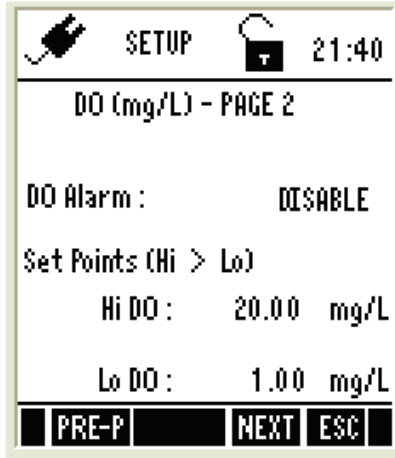 SETUP 21:40
DO (mg/L) - PAGE 2
DO Alarm : DISABLE
Set Points (Hi > Lo)
Hi DO : 20.00 mg/L
Lo DO : 1.00 mg/L
PRE-P NEXT ESC